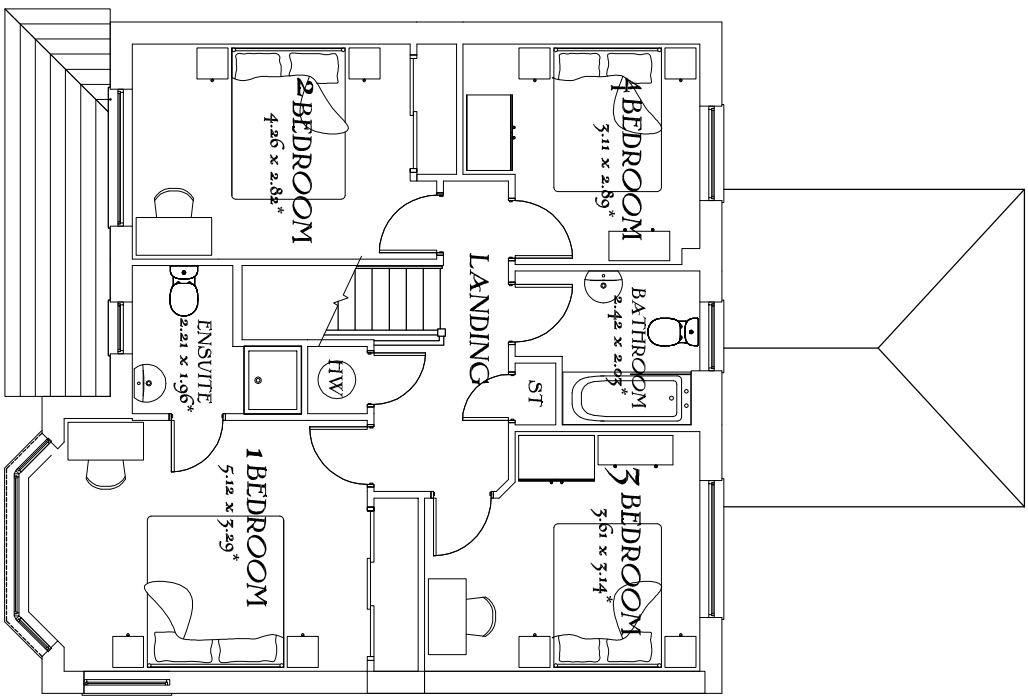 2 BEDROOM
4.26 x 2.82*
4 BEDROOM
3.11 x 2.89*
LANDING
BATHROOM
2.42 x 2.03*
ENSUITE
2.21 x 1.96*
HW
ST
1 BEDROOM
5.12 x 3.29*
3 BEDROOM
3.61 x 3.14*